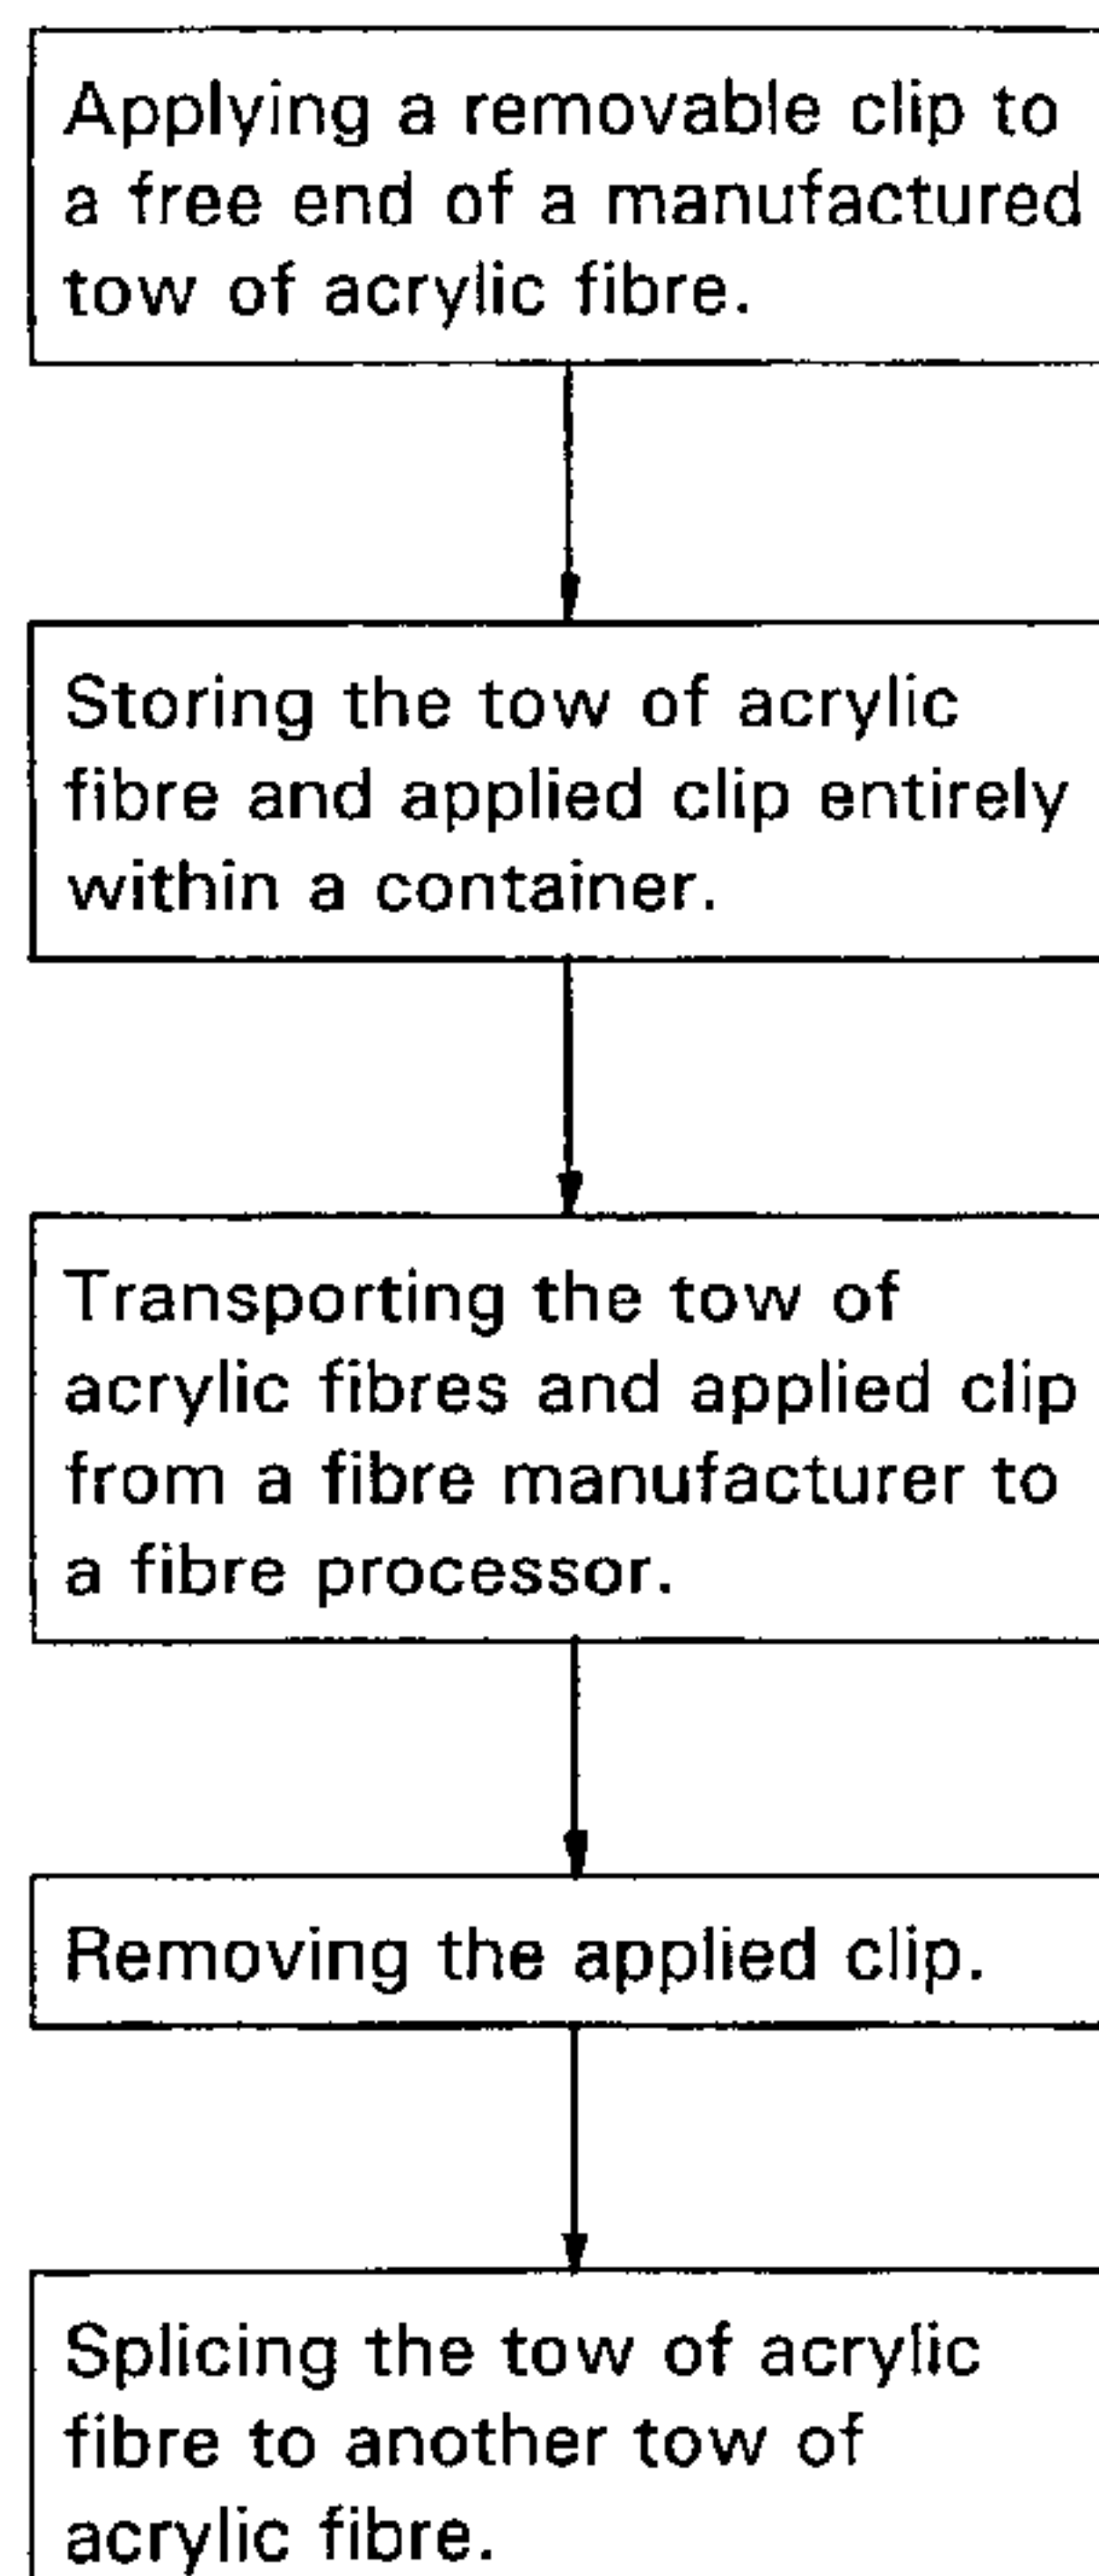 Applying a removable clip to
a free end of a manufactured
tow of acrylic fibre.
Storing the tow of acrylic
fibre and applied clip entirely
within a container.
Transporting the tow of
acrylic fibres and applied clip
from a fibre manufacturer to
a fibre processor.
Removing the applied clip.
Splicing the tow of acrylic
fibre to another tow of
acrylic fibre.